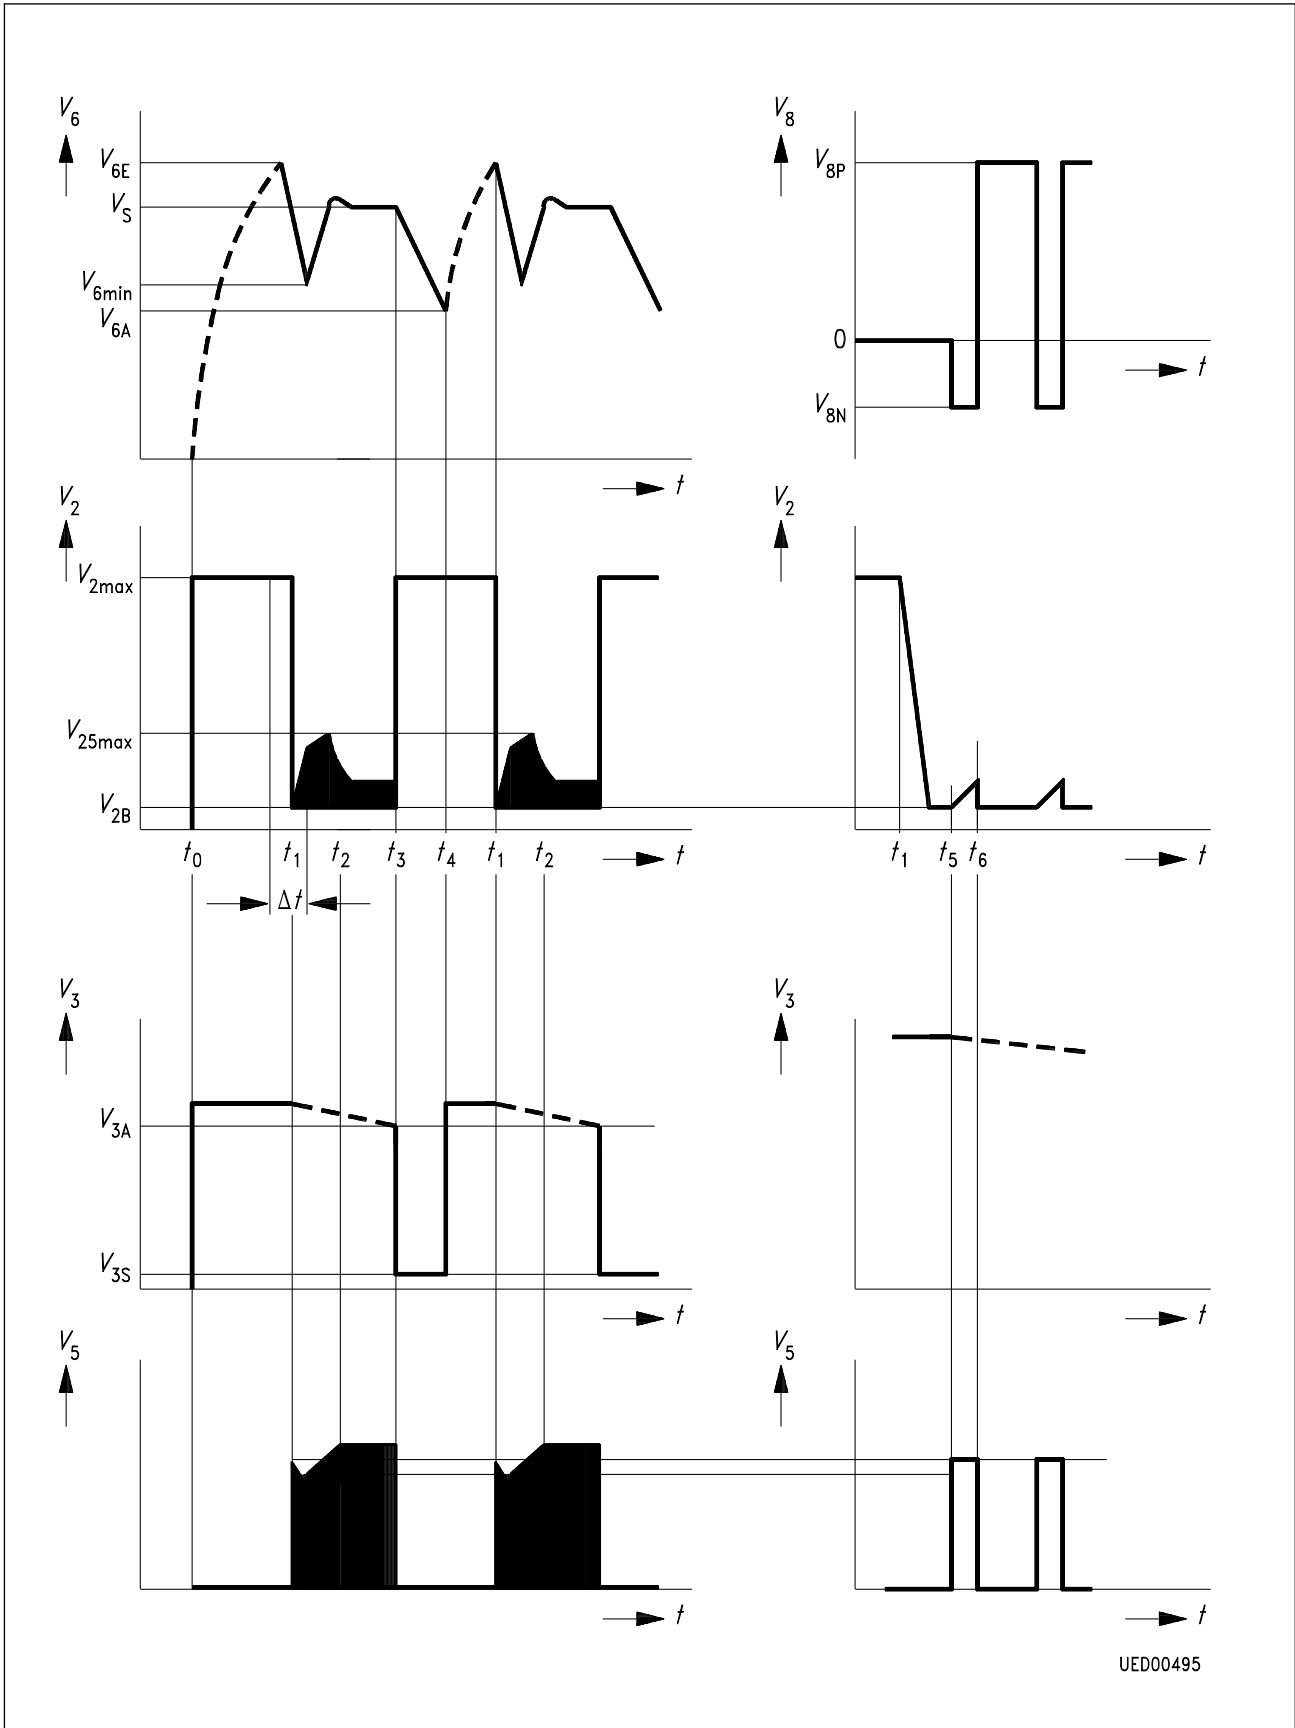 V6
V6E
VS
V6min
V6A
t
V8
V8P
0
V8N
t
V2
V2max
V25max
V2B
t0 t1 t2 t3 t4 t1 t2 t
Δt
V2
t1 t5 t6 t
V3
V3A
V3S
t
V3
t
V5
t
V5
t
UED00495